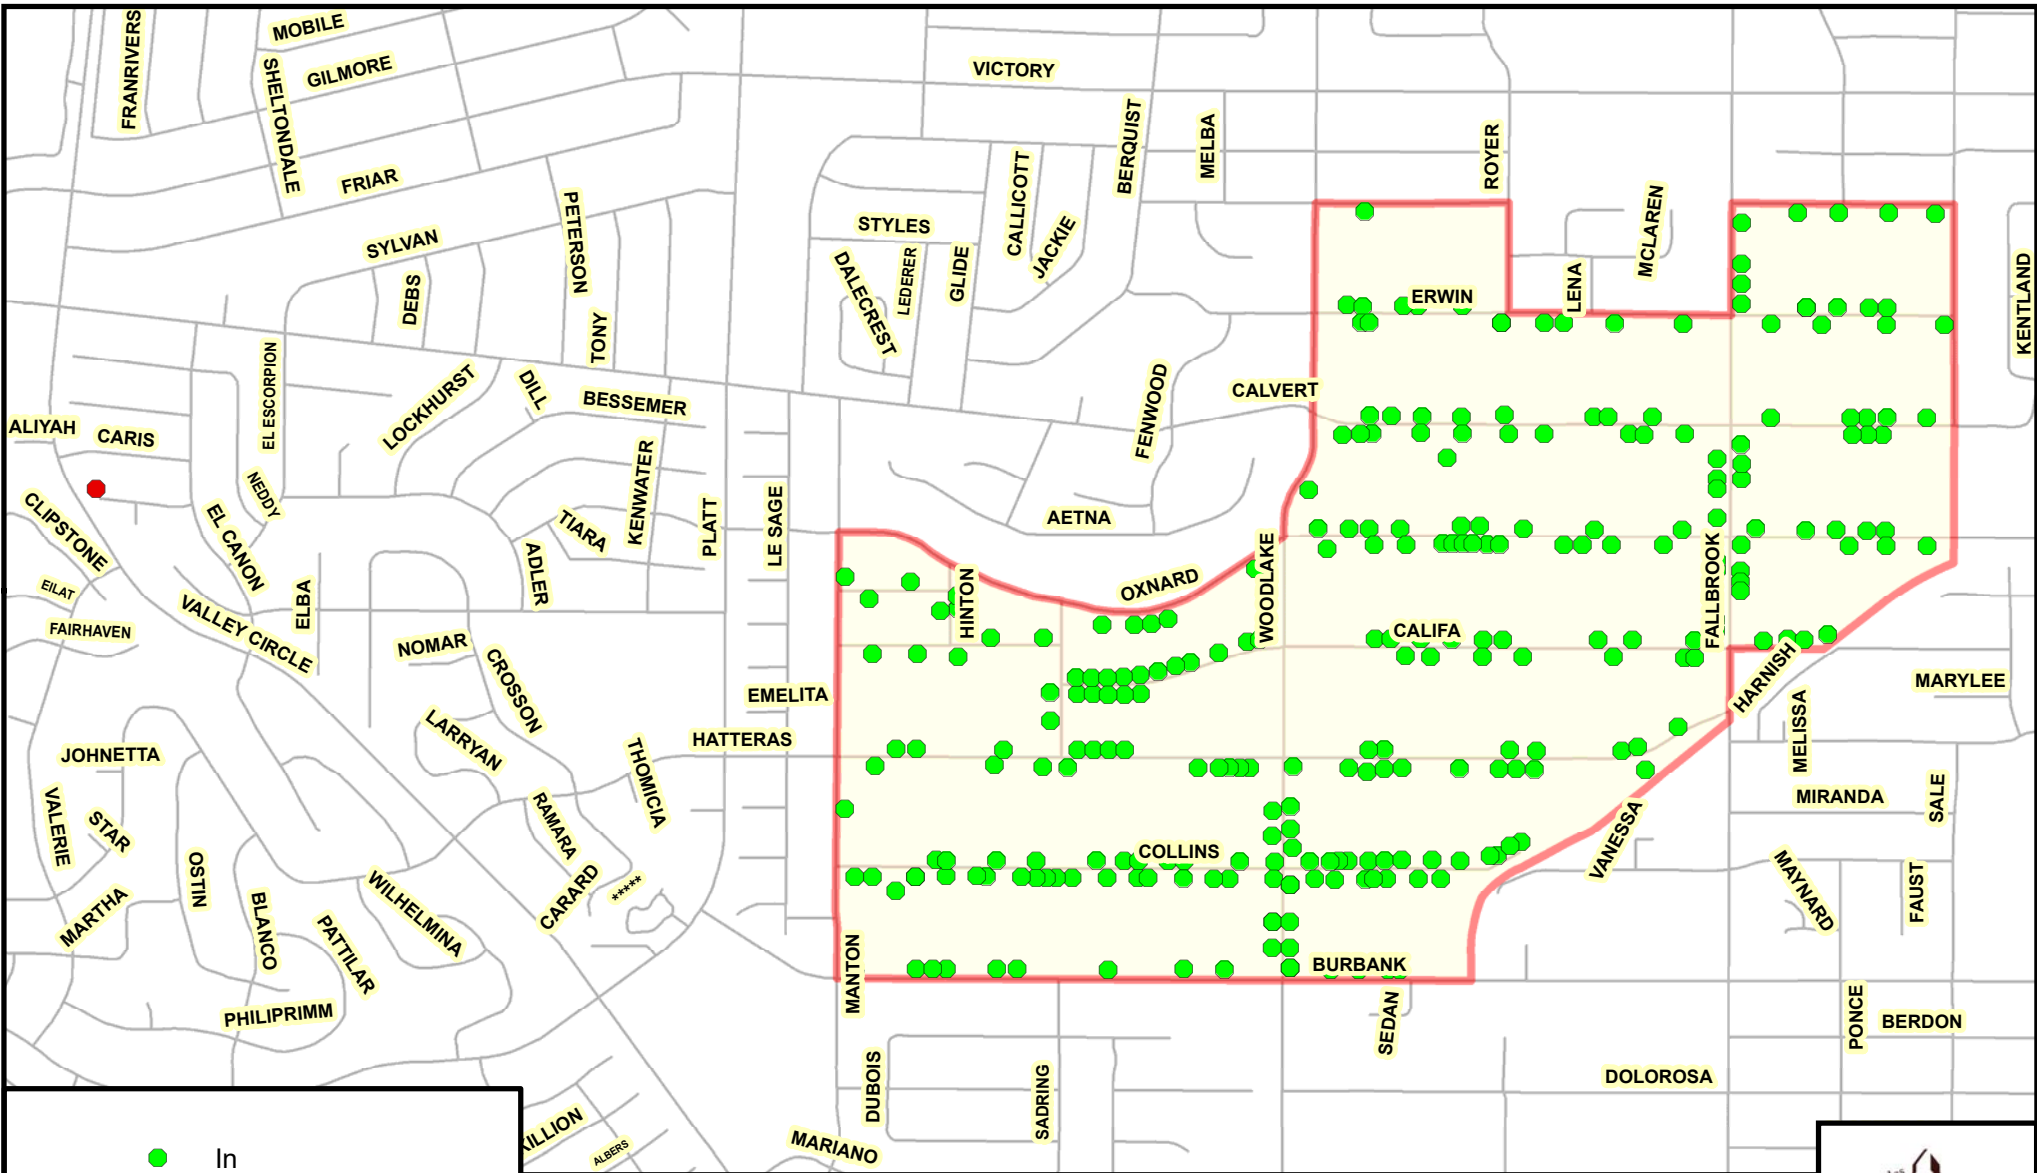 FRANRIVERS
MOBILE
GILMORE
SHELTONDALE
VICTORY
BERQUIST
MELBA
ROYER
FRIAR
PETERSON
CALLICOTT
JACKIE
STYLES
MCLAREN
SYLVAN
DEBS
DALECREST
LEDERER
GLIDE
ERWIN
LENA
KENTLAND
TONY
EL ESCORPION
LOCKHURST
DILL
BESSEMER
FENWOOD
CALVERT
ALIYAH
CARIS
NEDDY
KENWATER
CLIPSTONE
EL CANON
TIARA
PLATT
LE SAGE
AETNA
ADLER
OXNARD
WOODLAKE
FALLBROOK
EILAT
ELBA
HINTON
FAIRHAVEN
VALLEY CIRCLE
NOMAR
CALIFA
CROSSON
EMELITA
HARNISH
MARYLEE
LARRYAN
HATTERAS
MELISSA
JOHNETTA
THOMICIA
MIRANDA
SALE
VALERIE
STAR
RAMARA
COLLINS
VANESSA
OSTIN
CARARD
*****
MAYNARD
FAUST
MARTHA
BLANCO
WILHELMINA
PATTILAR
MANTON
BURBANK
PHILIPRIMM
SEDAN
PONCE
BERDON
DUBOIS
SADRING
DOLOROSA
KILLION
ALBERS
MARIANO
In